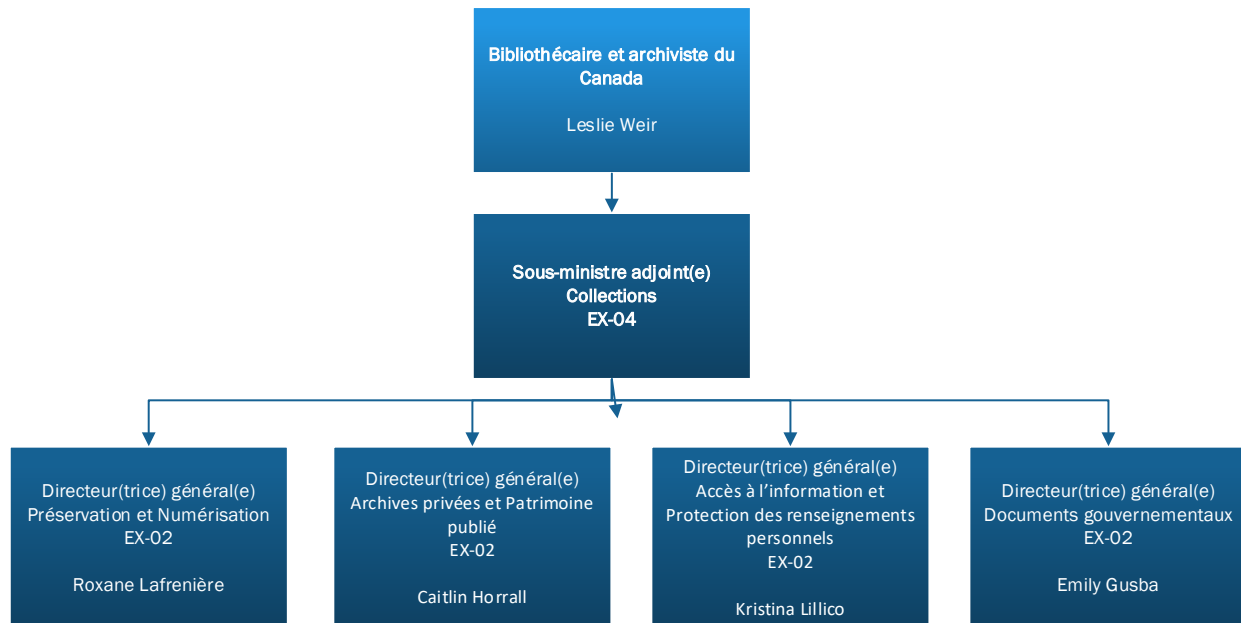 Bibliothécaire et archiviste du
Canada
Leslie Weir
Sous-ministre adjoint(e)
Collections
EX-04
Directeur(trice) général(e)
Préservation et Numérisation
EX-02
Roxane Lafrenière
Directeur(trice) général(e)
Archives privées et Patrimoine
publié
EX-02
Caitlin Horrall
Directeur(trice) général(e)
Accès à l’information et
Protection des renseignements
personnels
EX-02
Kristina Lillico
Directeur(trice) général(e)
Documents gouvernementaux
EX-02
Emily Gusba